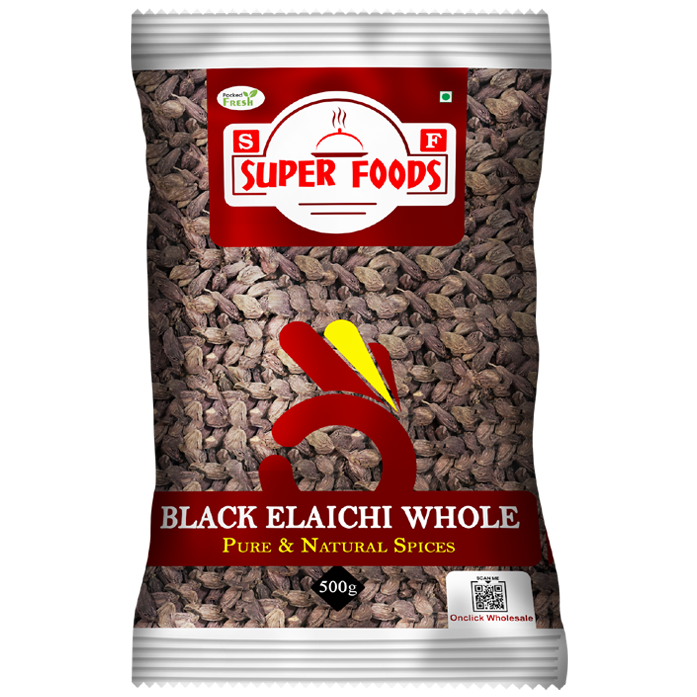 Packed
FRESH
S F
SUPER FOODS
BLACK ELAICHI WHOLE
PURE & NATURAL SPICES
500g
SCAN ME
Onclick Wholesale